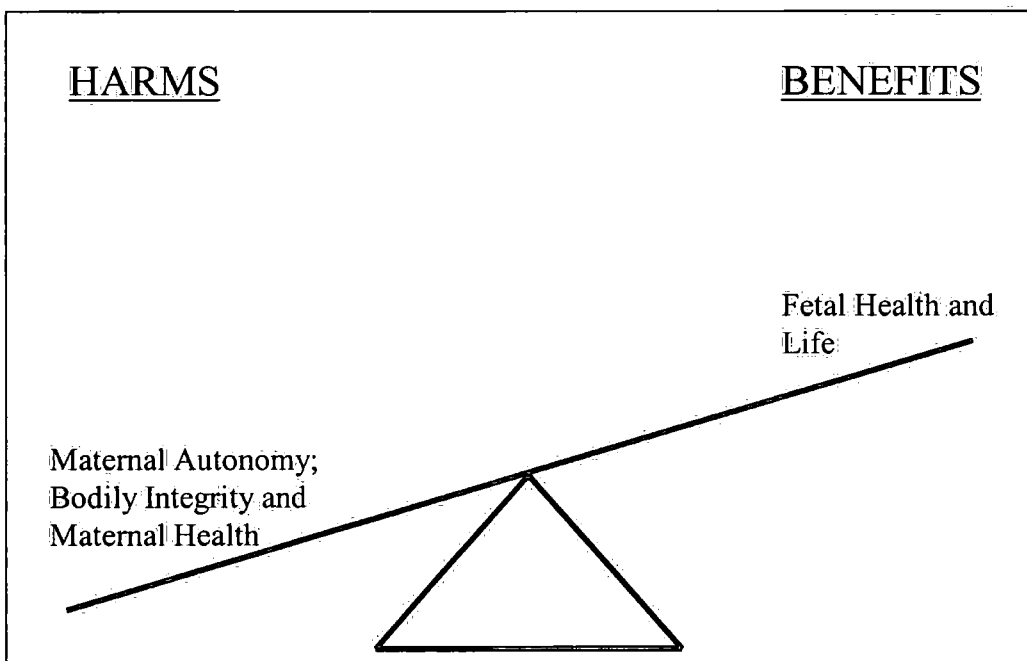 HARMS
BENEFITS
Fetal Health and
Life
Maternal Autonomy;
Bodily Integrity and
Maternal Health